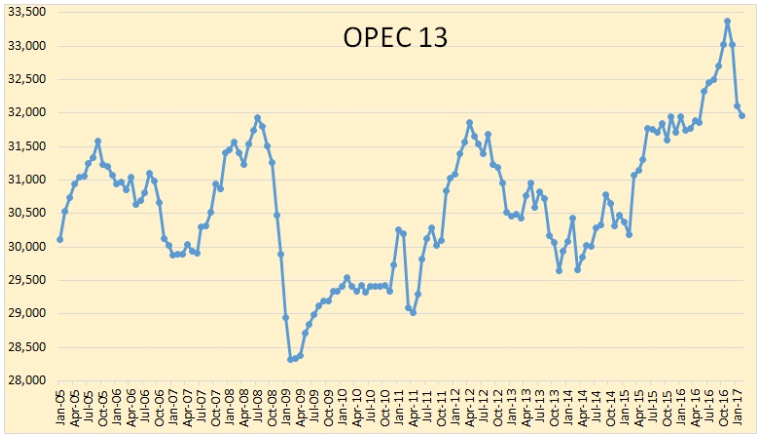 OPEC 13
33,500
33,000
32,500
32,000
31,500
31,000
30,500
30,000
29,500
29,000
28,500
28,000
Jan-05
Apr-05
Jul-05
Oct-05
Jan-06
Apr-06
Jul-06
Oct-06
Jan-07
Apr-07
Jul-07
Oct-07
Jan-08
Apr-08
Jul-08
Oct-08
Jan-09
Apr-09
Jul-09
Oct-09
Jan-10
Apr-10
Jul-10
Oct-10
Jan-11
Apr-11
Jul-11
Oct-11
Jan-12
Apr-12
Jul-12
Oct-12
Jan-13
Apr-13
Jul-13
Oct-13
Jan-14
Apr-14
Jul-14
Oct-14
Jan-15
Apr-15
Jul-15
Oct-15
Jan-16
Apr-16
Jul-16
Oct-16
Jan-17